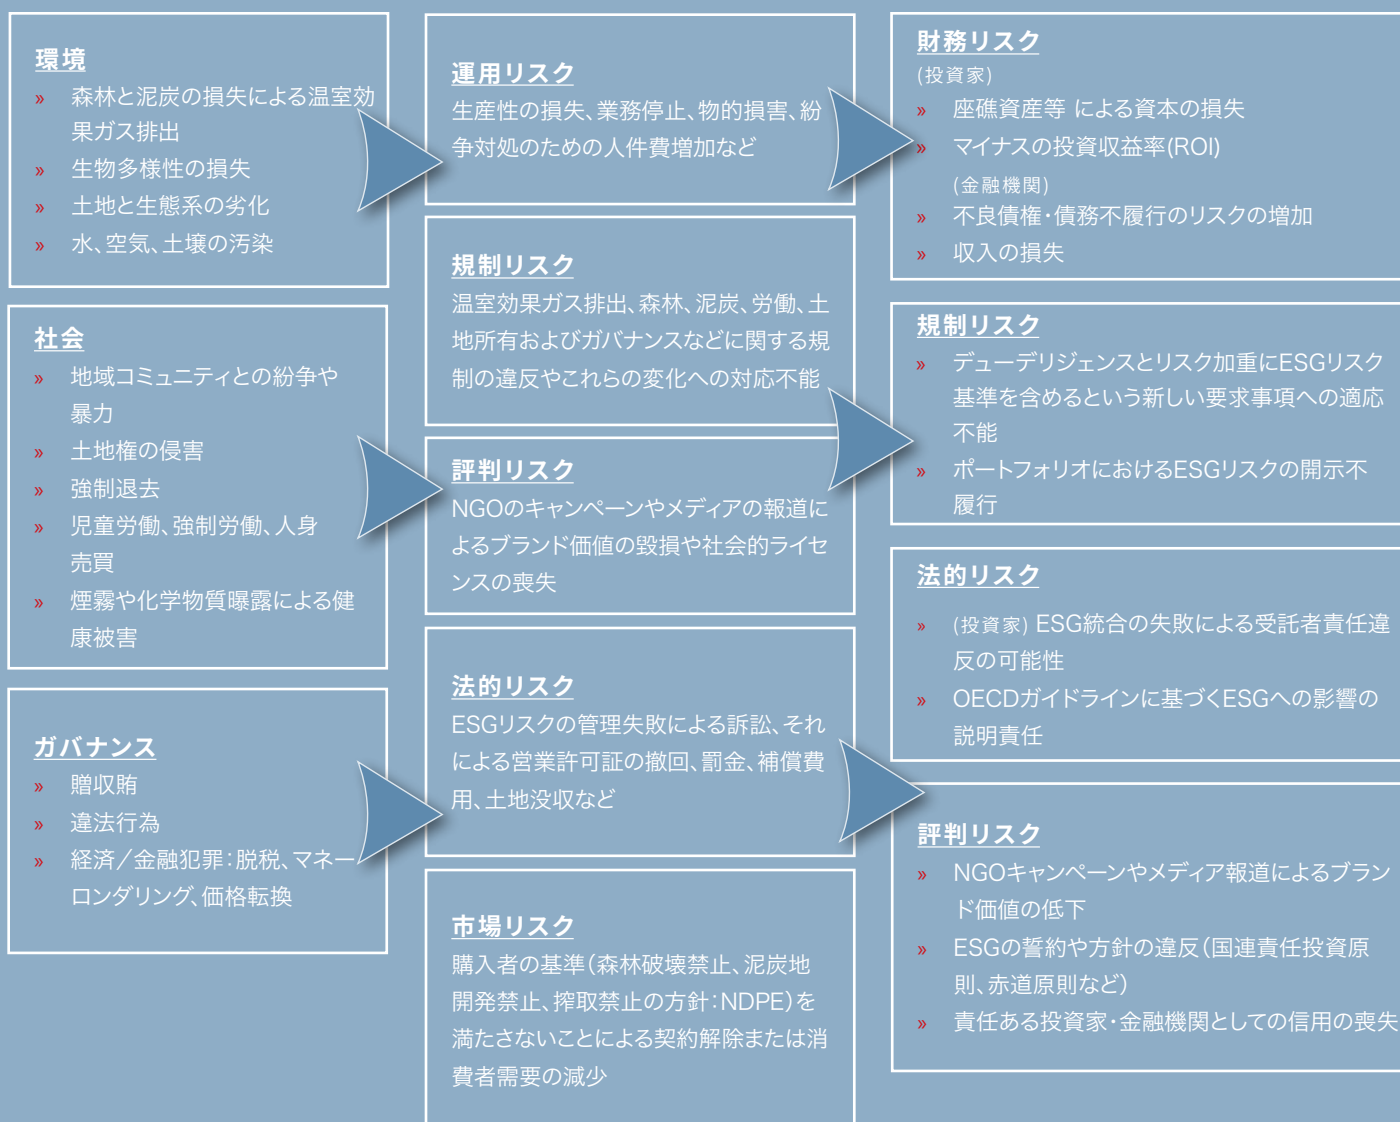 環境
» 森林と泥炭の損失による温室効
果ガス排出
» 生物多様性の損失
» 土地と生態系の劣化
» 水、空気、土壌の汚染
社会
» 地域コミュニティとの紛争や
暴力
» 土地権の侵害
» 強制退去
» 児童労働、強制労働、人身
売買
» 煙霧や化学物質曝露による健
康被害
ガバナンス
» 贈収賄
» 違法行為
» 経済／金融犯罪：脱税、マネー
ロンダリング、価格転換
運用リスク
生産性の損失、業務停止、物的損害、紛
争対処のための人件費増加など
規制リスク
温室効果ガス排出、森林、泥炭、労働、土
地所有およびガバナンスなどに関する規
制の違反やこれらの変化への対応不能
評判リスク
NGOのキャンペーンやメディアの報道に
よるブランド価値の毀損や社会的ライセ
ンスの喪失
法的リスク
ESGリスクの管理失敗による訴訟、それ
による営業許可証の撤回、罰金、補償費
用、土地没収など
市場リスク
購入者の基準（森林破壊禁止、泥炭地
開発禁止、搾取禁止の方針：NDPE）を
満たさないことによる契約解除または消
費者需要の減少
財務リスク
(投資家)
» 座礁資産等 による資本の損失
» マイナスの投資収益率(ROI)
(金融機関)
» 不良債権・債務不履行のリスクの増加
» 収入の損失
規制リスク
» デューデリジェンスとリスク加重にESGリスク
基準を含めるという新しい要求事項への適応
不能
» ポートフォリオにおけるESGリスクの開示不
履行
法的リスク
» (投資家) ESG統合の失敗による受託者責任違
反の可能性
» OECDガイドラインに基づくESGへの影響の
説明責任
評判リスク
» NGOキャンペーンやメディア報道によるブラン
ド価値の低下
» ESGの誓約や方針の違反（国連責任投資原
則、赤道原則など）
» 責任ある投資家・金融機関としての信用の喪失